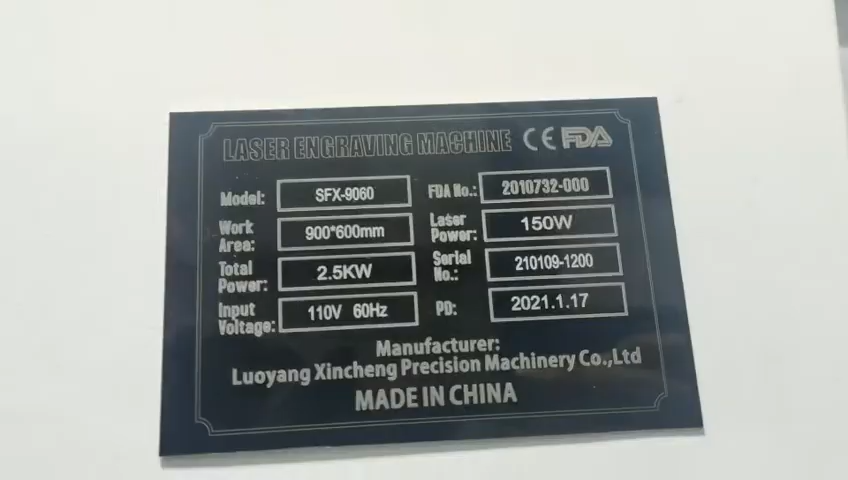 LASER ENGRAVING MACHINE CE FDA
Model: SFX-9060 FDA No.: 2010732-000
Work Area: 900*600mm Laser Power: 150W
Total Power: 2.5KW Serial No.: 210109-1200
Input Voltage: 110V 60Hz PD: 2021.1.17
Manufacturer:
Luoyang Xincheng Precision Machinery Co.,Ltd
MADE IN CHINA